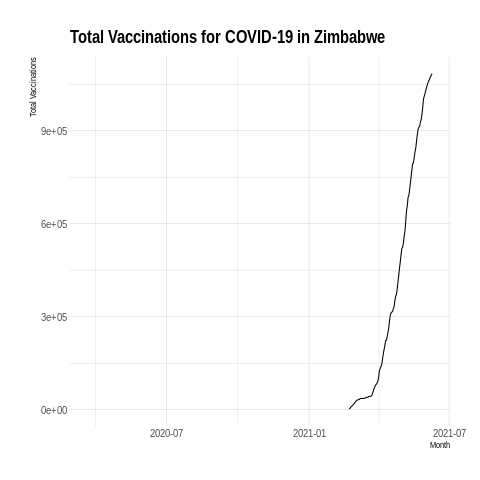 Total Vaccinations for COVID-19 in Zimbabwe
Total Vaccinations
9e+05
6e+05
3e+05
0e+00
2020-07
2021-01
2021-07
Month